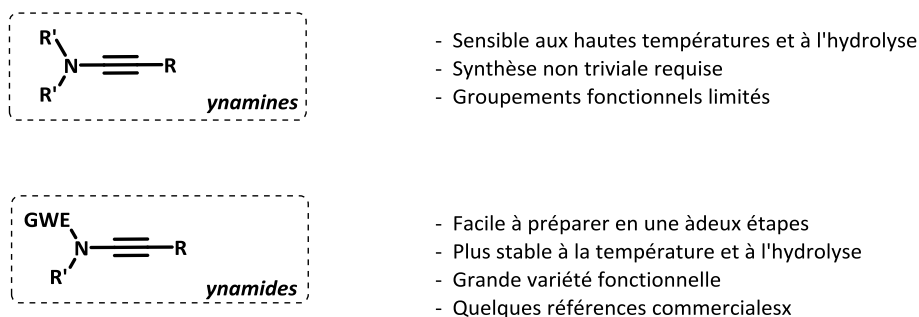 R'
N
R
R'
ynamines
- Sensible aux hautes températures et à l'hydrolyse
- Synthèse non triviale requise
- Groupements fonctionnels limités
GWE
N
R
R'
ynamides
- Facile à préparer en une àdeux étapes
- Plus stable à la température et à l'hydrolyse
- Grande variété fonctionnelle
- Quelques références commercialesx